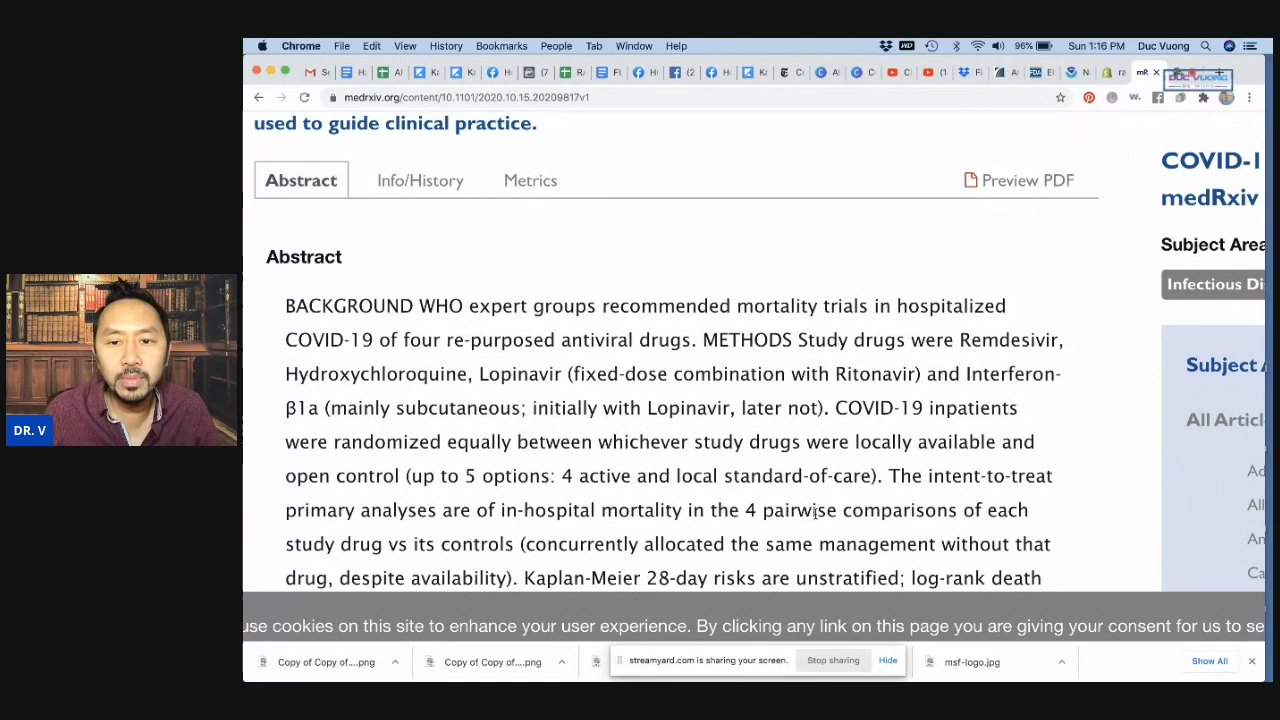 Chrome File Edit View History Bookmarks People Tab Window Help
96% Sun 1:16 PM Duc Vuong
medrxiv.org/content/10.1101/2020.10.15.20209817v1
DUC VUONG
used to guide clinical practice.
Abstract Info/History Metrics Preview PDF
Abstract
BACKGROUND WHO expert groups recommended mortality trials in hospitalized
COVID-19 of four re-purposed antiviral drugs. METHODS Study drugs were Remdesivir,
Hydroxychloroquine, Lopinavir (fixed-dose combination with Ritonavir) and Interferon-
β1a (mainly subcutaneous; initially with Lopinavir, later not). COVID-19 inpatients
were randomized equally between whichever study drugs were locally available and
open control (up to 5 options: 4 active and local standard-of-care). The intent-to-treat
primary analyses are of in-hospital mortality in the 4 pairwise comparisons of each
study drug vs its controls (concurrently allocated the same management without that
drug, despite availability). Kaplan-Meier 28-day risks are unstratified; log-rank death
COVID-1
medRxiv
Subject Area
Infectious Di
Subject A
All Articl
Ad
All
An
Ca
use cookies on this site to enhance your user experience. By clicking any link on this page you are giving your consent for us to se
Copy of Copy of....png Copy of Copy of....png streamyard.com is sharing your screen. Stop sharing Hide msf-logo.jpg Show All
DR. V